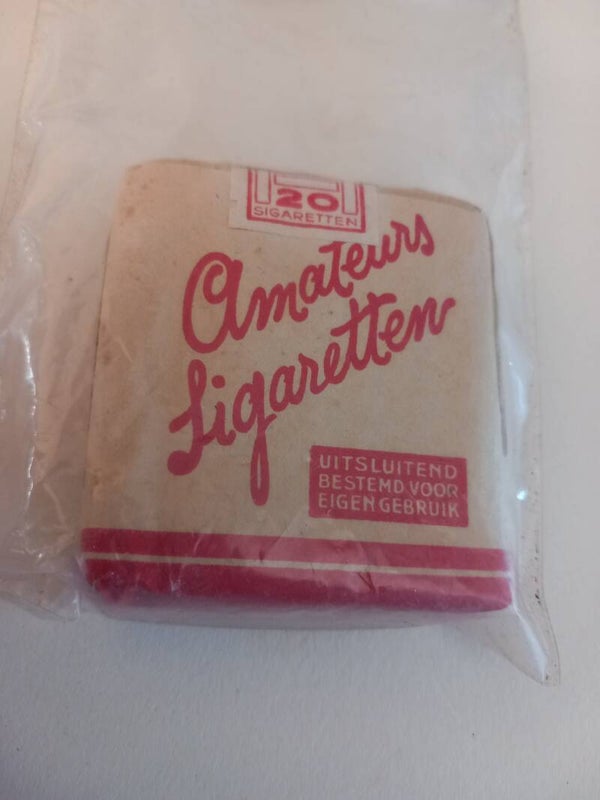 20
SIGARETTEN
Amateurs
Sigaretten
UITSLUITEND
BESTEMD VOOR
EIGEN GEBRUIK